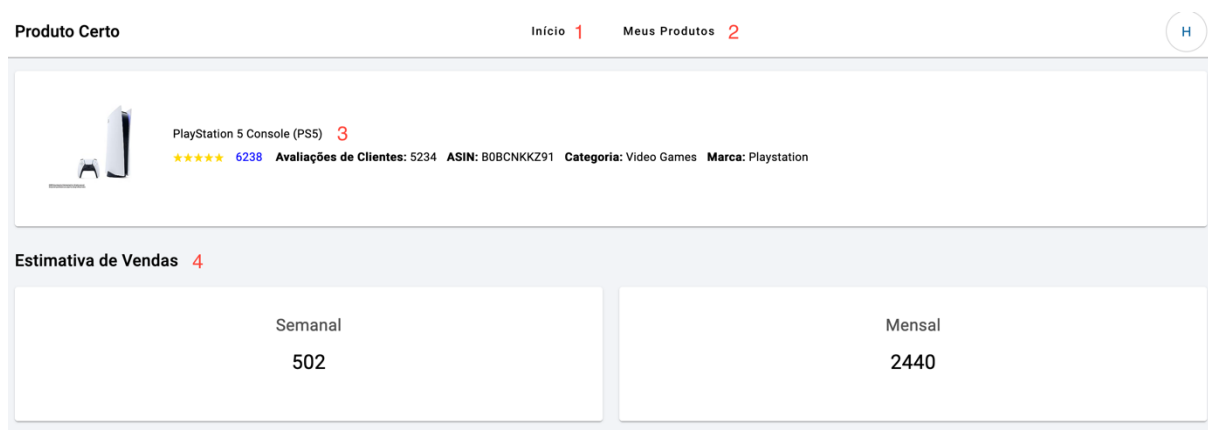 Produto Certo Início 1 Meus Produtos 2 H
PlayStation 5 Console (PS5) 3
★★★★★ 6238 Avaliações de Clientes: 5234 ASIN: B0BCNKKZ91 Categoria: Video Games Marca: Playstation
Estimativa de Vendas 4
Semanal Mensal
502 2440